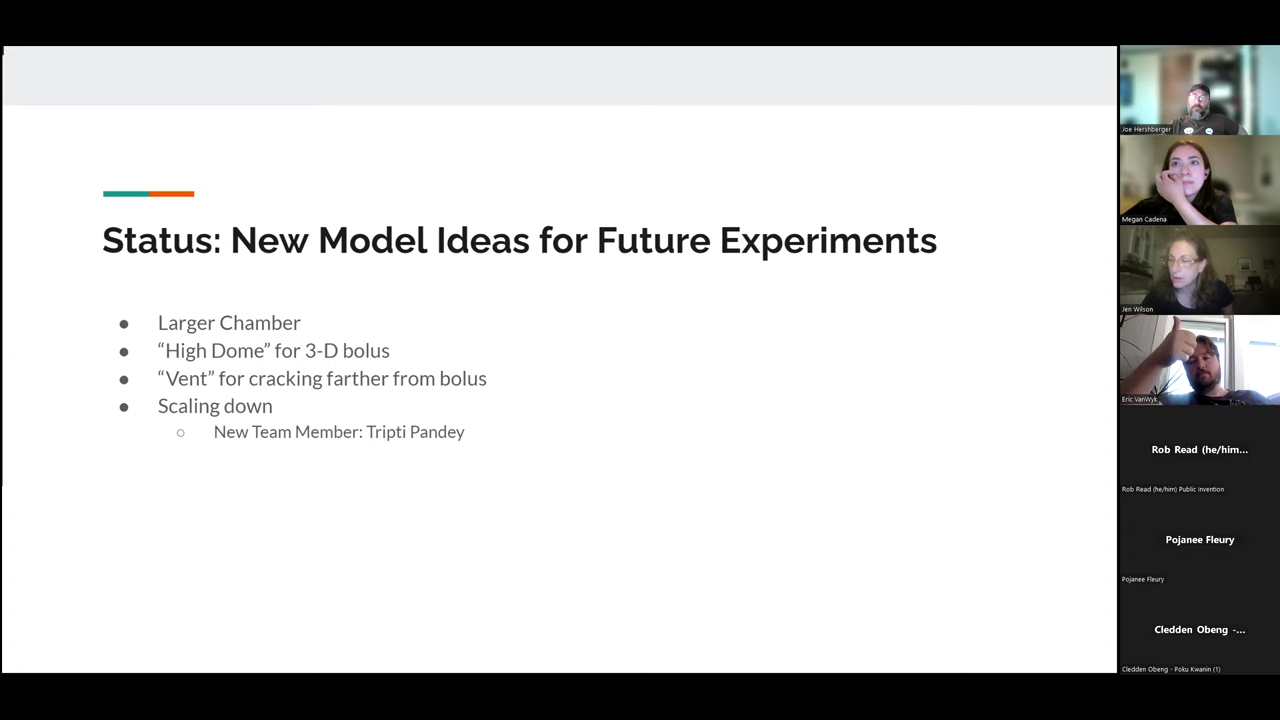 Status: New Model Ideas for Future Experiments
● Larger Chamber
● “High Dome” for 3-D bolus
● “Vent” for cracking farther from bolus
● Scaling down
○ New Team Member: Tripti Pandey
Joe Hershberger
Megan Cadena
Jen Wilson
Eric VanWyk
Rob Read (he/him...
Rob Read (he/him) Public Invention
Pojanee Fleury
Pojanee Fleury
Cledden Obeng -...
Cledden Obeng - Poku Kwanin (1)